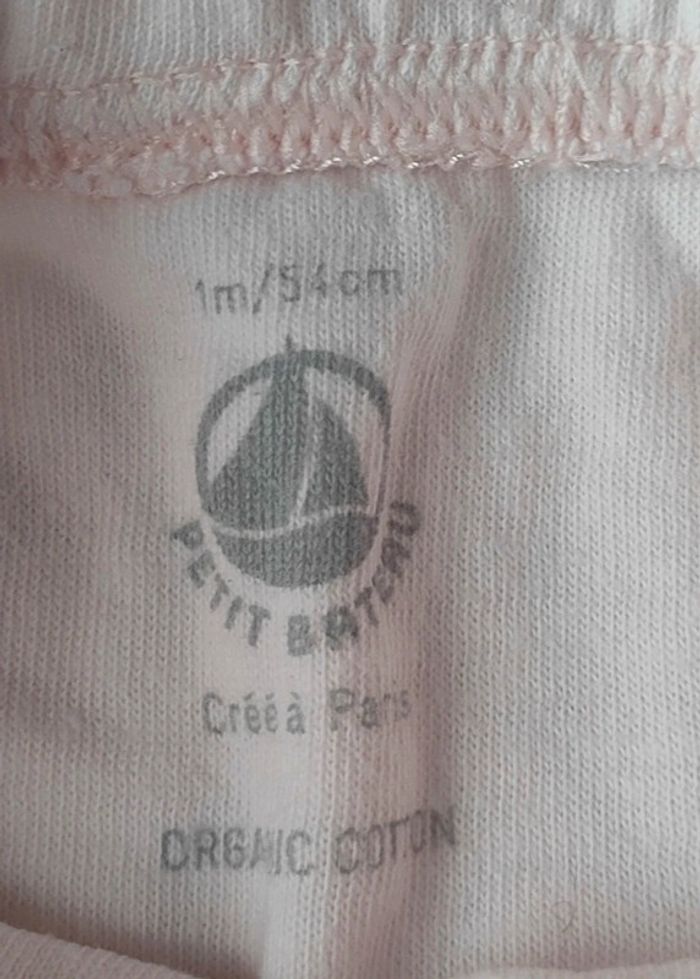 1m/54cm
PETIT BATEAU
Créé à Paris
ORGANIC COTTON